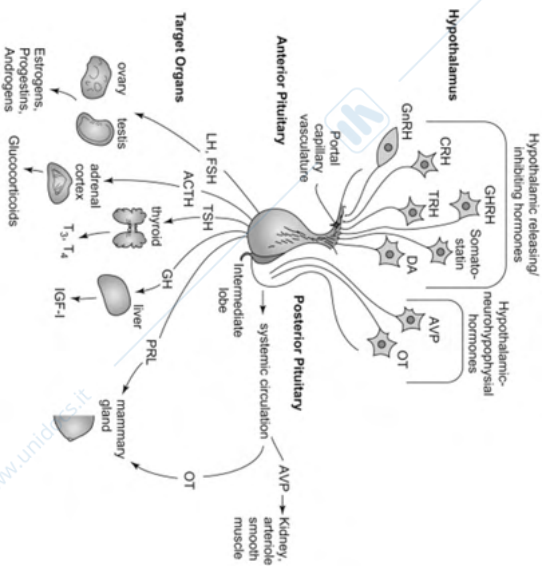 Hypothalamic releasing/
inhibiting hormones
Hypothalamic-
neurohypophysial
hormones
Hypothalamus
GHRH
Somato-
statin
CRH
TRH
DA
GnRH
AVP
OT
Portal
capillary
vasculature
Anterior Pituitary
Posterior Pituitary
Intermediate
lobe
systemic circulation
AVP
Kidney,
arteriole
smooth
muscle
LH, FSH
ACTH
TSH
GH
PRL
OT
Target Organs
ovary
testis
adrenal
cortex
thyroid
liver
mammary
gland
Estrogens,
Progestins,
Androgens
Glucocorticoids
T3, T4
IGF-I
www.unidocs.it